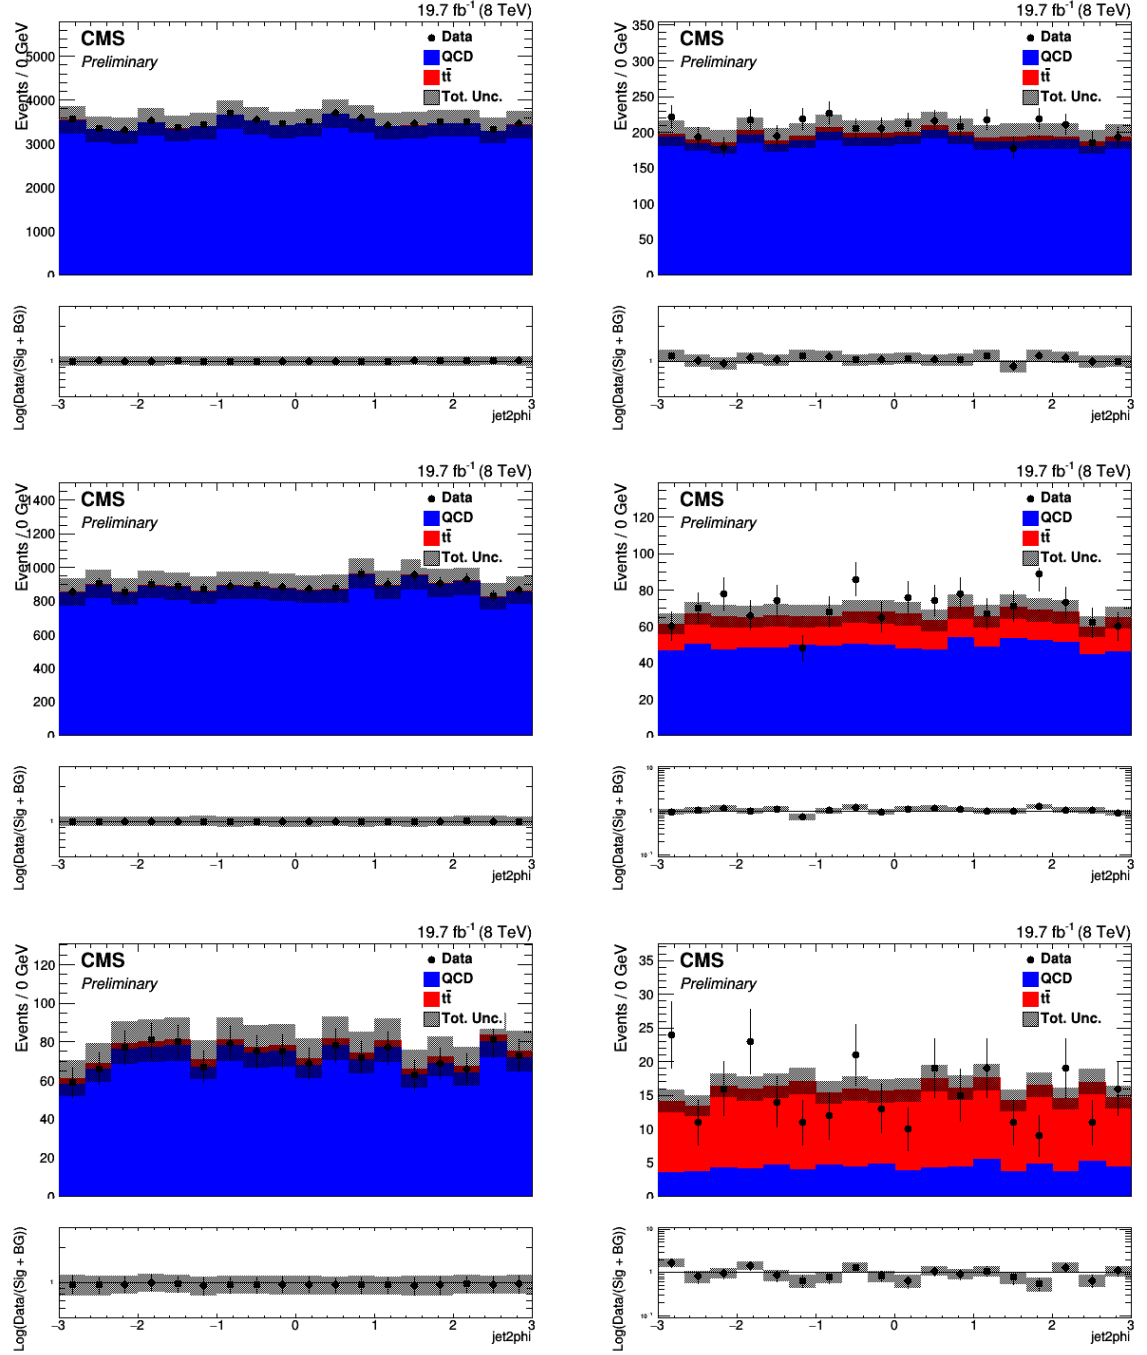 19.7 fb⁻¹ (8 TeV)
CMS
Preliminary
Data
QCD
tt̄
Tot. Unc.
Events / 0 GeV
5000
4000
3000
2000
1000
0
Log(Data/(Sig + BG))
1
−3 −2 −1 0 1 2 3
jet2phi
19.7 fb⁻¹ (8 TeV)
CMS
Preliminary
Data
QCD
tt̄
Tot. Unc.
Events / 0 GeV
350
300
250
200
150
100
50
0
Log(Data/(Sig + BG))
1
−3 −2 −1 0 1 2 3
jet2phi
19.7 fb⁻¹ (8 TeV)
CMS
Preliminary
Data
QCD
tt̄
Tot. Unc.
Events / 0 GeV
1400
1200
1000
800
600
400
200
0
Log(Data/(Sig + BG))
1
−3 −2 −1 0 1 2 3
jet2phi
19.7 fb⁻¹ (8 TeV)
CMS
Preliminary
Data
QCD
tt̄
Tot. Unc.
Events / 0 GeV
120
100
80
60
40
20
0
Log(Data/(Sig + BG))
10
1
10⁻¹
−3 −2 −1 0 1 2 3
jet2phi
19.7 fb⁻¹ (8 TeV)
CMS
Preliminary
Data
QCD
tt̄
Tot. Unc.
Events / 0 GeV
120
100
80
60
40
20
0
Log(Data/(Sig + BG))
1
−3 −2 −1 0 1 2 3
jet2phi
19.7 fb⁻¹ (8 TeV)
CMS
Preliminary
Data
QCD
tt̄
Tot. Unc.
Events / 0 GeV
35
30
25
20
15
10
5
0
Log(Data/(Sig + BG))
10
1
10⁻¹
−3 −2 −1 0 1 2 3
jet2phi